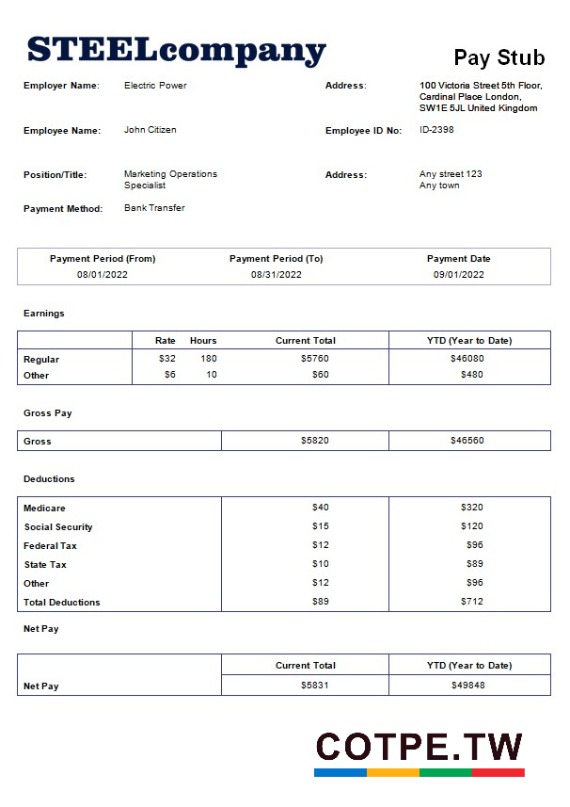 STEELcompany
Pay Stub
Employer Name: Electric Power Address: 100 Victoria Street 5th Floor,
Cardinal Place London,
SW1E 5JL United Kingdom
Employee Name: John Citizen Employee ID No: ID-2398
Position/Title: Marketing Operations Address: Any street 123
Specialist Any town
Payment Method: Bank Transfer
Payment Period (From) Payment Period (To) Payment Date
08/01/2022 08/31/2022 09/01/2022
Earnings
Rate Hours Current Total YTD (Year to Date)
Regular $32 180 $5760 $46080
Other $6 10 $60 $480
Gross Pay
Gross $5820 $46560
Deductions
Medicare $40 $320
Social Security $15 $120
Federal Tax $12 $96
State Tax $10 $89
Other $12 $96
Total Deductions $89 $712
Net Pay
Current Total YTD (Year to Date)
Net Pay $5831 $49848
COTPE.TW